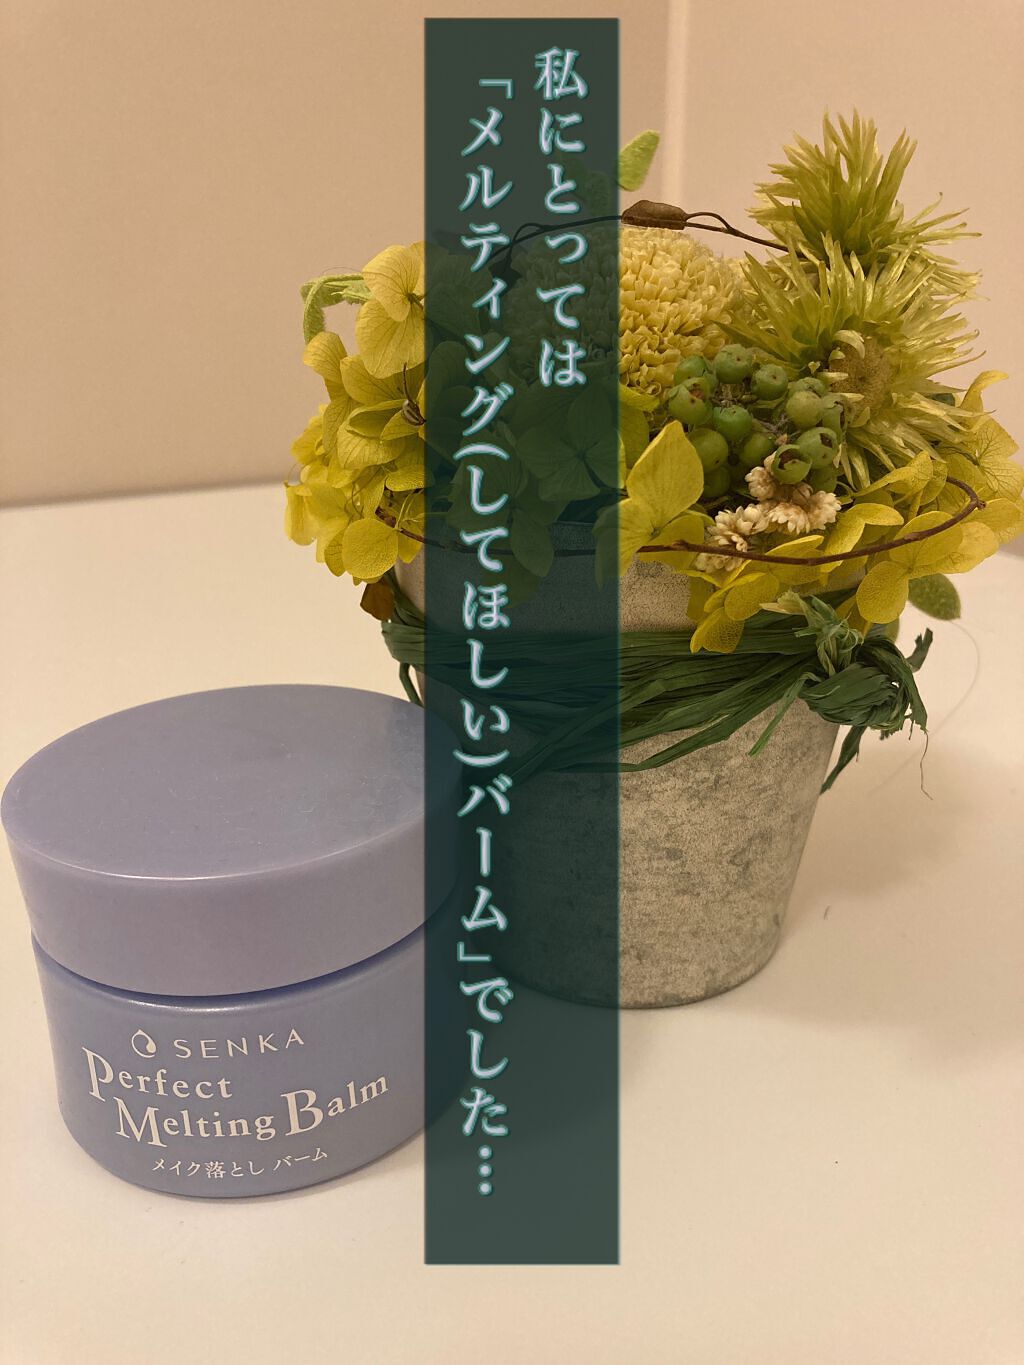 私にとっては
「メルティング(してほしい)バーム」でした…
SENKA
Perfect
Melting Balm
メイク落とし バーム